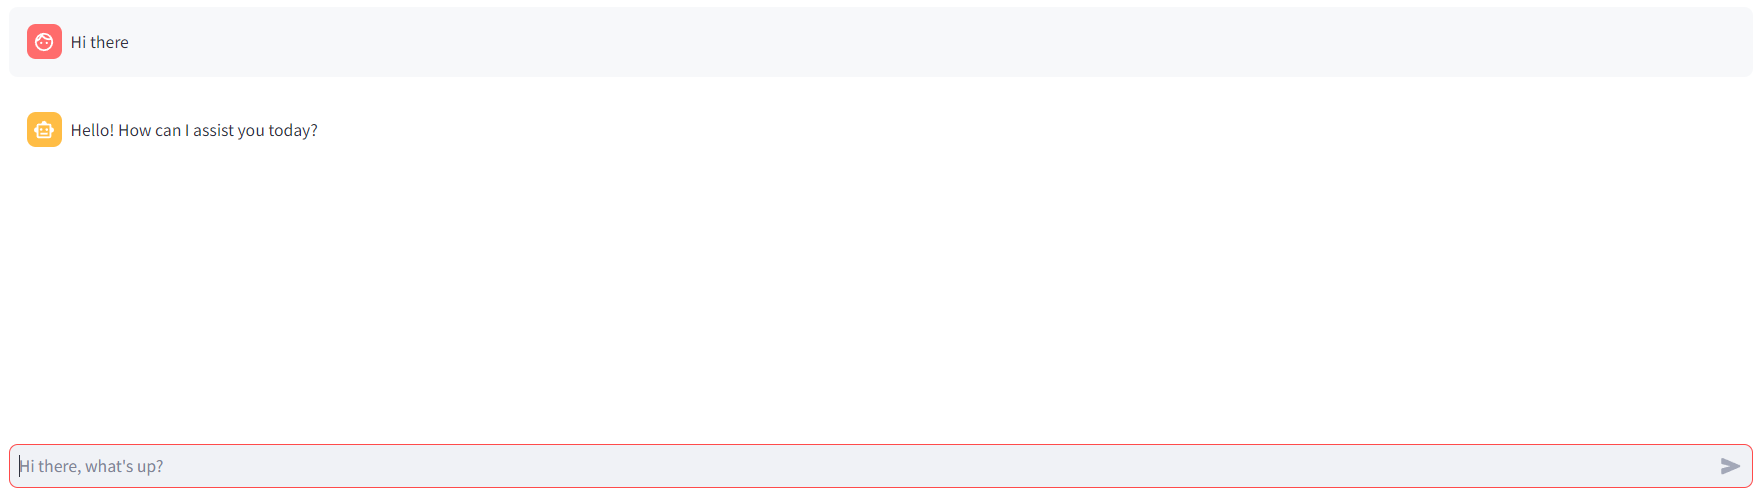 Hi there
Hello! How can I assist you today?
Hi there, what's up?